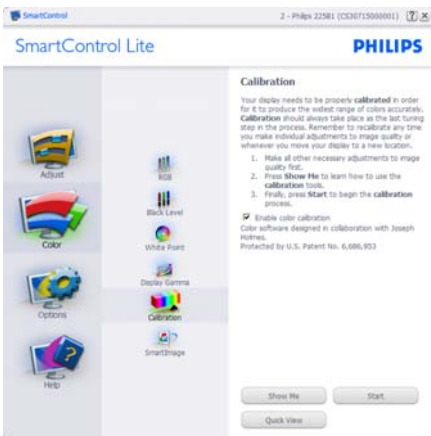 SmartControl
2 - Philips 225B1 (CS30715000001)
SmartControl Lite
PHILIPS
Adjust
Color
Options
Help
RGB
Black Level
White Point
Display Gamma
Calibration
SmartImage
Calibration
Your display needs to be properly calibrated in order
for it to produce the widest range of colors accurately.
Calibration should always take place as the last tuning
step in the process. Remember to recalibrate any time
you make individual adjustments to image quality or
whenever you move your display to a new location.
1. Make all other necessary adjustments to image
quality first.
2. Press Show Me to learn how to use the
calibration tools.
3. Finally, press Start to begin the calibration
process.
Enable color calibration
Color software designed in collaboration with Joseph
Holmes.
Protected by U.S. Patent No. 6,686,953
Show Me
Start
Quick View